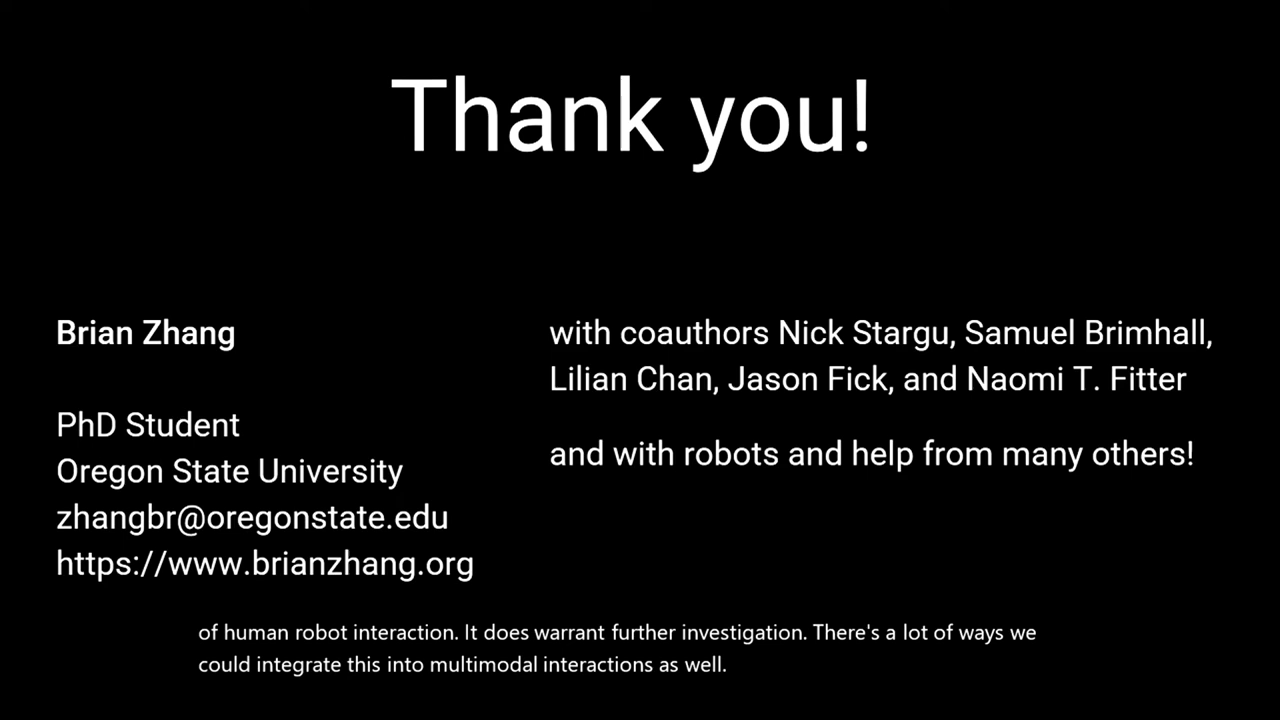 Thank you!
Brian Zhang
PhD Student
Oregon State University
zhangbr@oregonstate.edu
https://www.brianzhang.org
with coauthors Nick Stargu, Samuel Brimhall,
Lilian Chan, Jason Fick, and Naomi T. Fitter
and with robots and help from many others!
of human robot interaction. It does warrant further investigation. There's a lot of ways we
could integrate this into multimodal interactions as well.